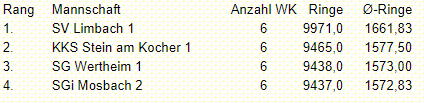 Rang Mannschaft Anzahl WK Ringe Ø-Ringe
1. SV Limbach 1 6 9971,0 1661,83
2. KKS Stein am Kocher 1 6 9465,0 1577,50
3. SG Wertheim 1 6 9438,0 1573,00
4. SGi Mosbach 2 6 9437,0 1572,83